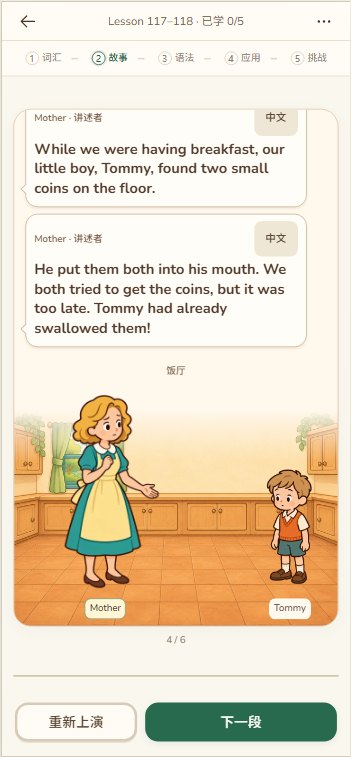 Lesson 117–118 · 已学 0/5
1 词汇 – 2 故事 – 3 语法 – 4 应用 – 5 挑战
Mother · 讲述者
中文
While we were having breakfast, our
little boy, Tommy, found two small
coins on the floor.
Mother · 讲述者
中文
He put them both into his mouth. We
both tried to get the coins, but it was
too late. Tommy had already
swallowed them!
饭厅
Mother
Tommy
4 / 6
重新上演
下一段